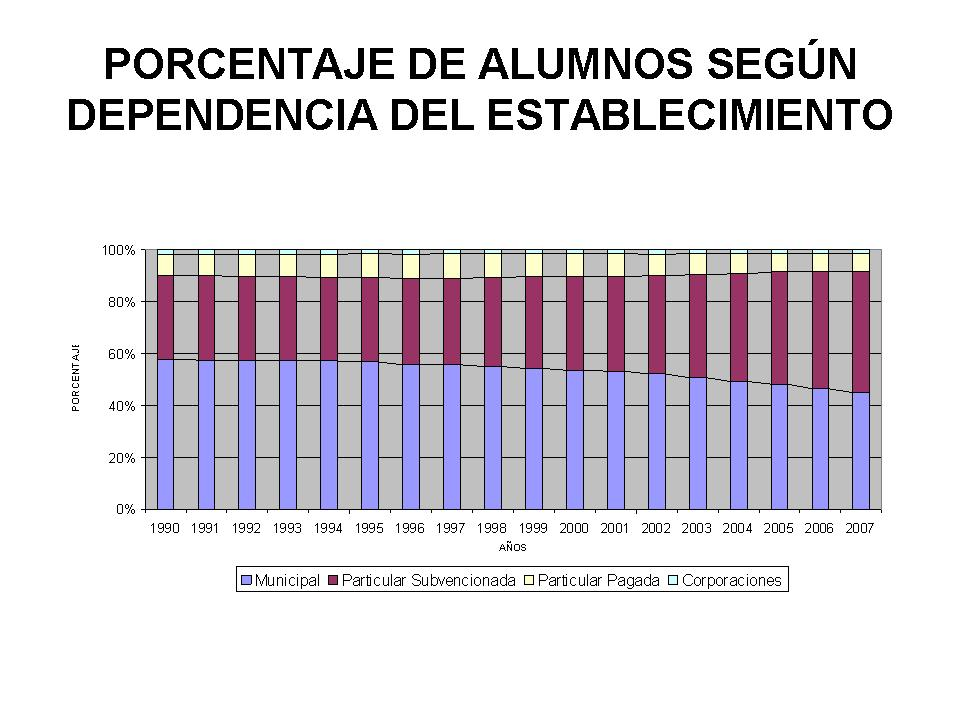 PORCENTAJE DE ALUMNOS SEGÚN
DEPENDENCIA DEL ESTABLECIMIENTO
100%
80%
60%
40%
20%
0%
PORCENTAJE
1990 1991 1992 1993 1994 1995 1996 1997 1998 1999 2000 2001 2002 2003 2004 2005 2006 2007
AÑOS
Municipal Particular Subvencionada Particular Pagada Corporaciones